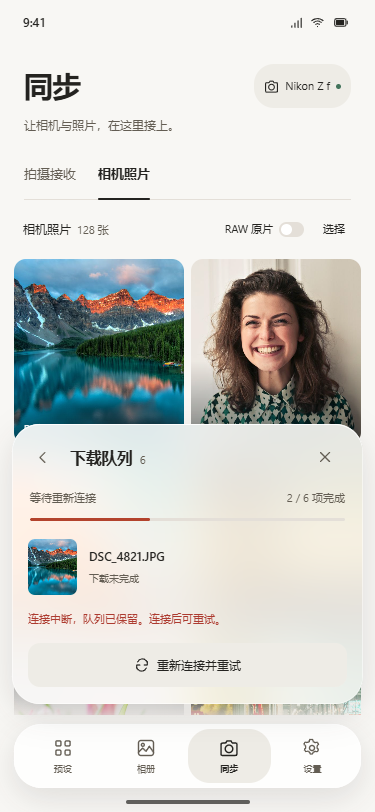 9:41
同步
Nikon Z f
让相机与照片，在这里接上。
拍摄接收 相机照片
相机照片 128 张 RAW 原片 选择
下载队列 6
等待重新连接 2 / 6 项完成
DSC_4821.JPG
下载未完成
连接中断，队列已保留。连接后可重试。
重新连接并重试
预设 相册 同步 设置